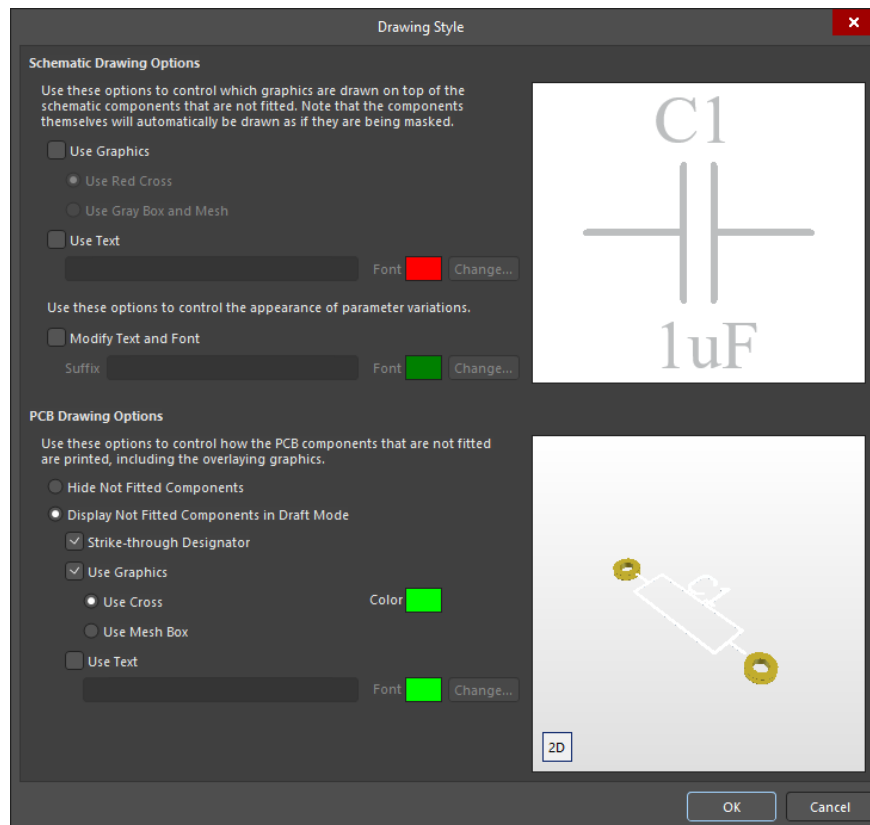 Drawing Style
Schematic Drawing Options
Use these options to control which graphics are drawn on top of the
schematic components that are not fitted. Note that the components
themselves will automatically be drawn as if they are being masked.
Use Graphics
Use Red Cross
Use Gray Box and Mesh
Use Text
Font Change...
Use these options to control the appearance of parameter variations.
Modify Text and Font
Suffix Font Change...
C1
1uF
PCB Drawing Options
Use these options to control how the PCB components that are not fitted
are printed, including the overlaying graphics.
Hide Not Fitted Components
Display Not Fitted Components in Draft Mode
Strike-through Designator
Use Graphics
Use Cross Color
Use Mesh Box
Use Text
Font Change...
C1
2D
OK Cancel